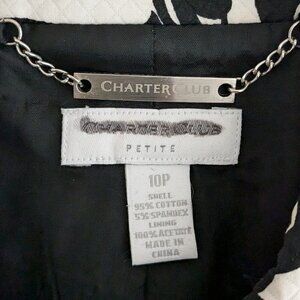 CHARTER CLUB
CHARTER CLUB
PETITE
10P
SHELL
95% COTTON
5% SPANDEX
LINING
100% ACETATE
MADE IN
CHINA